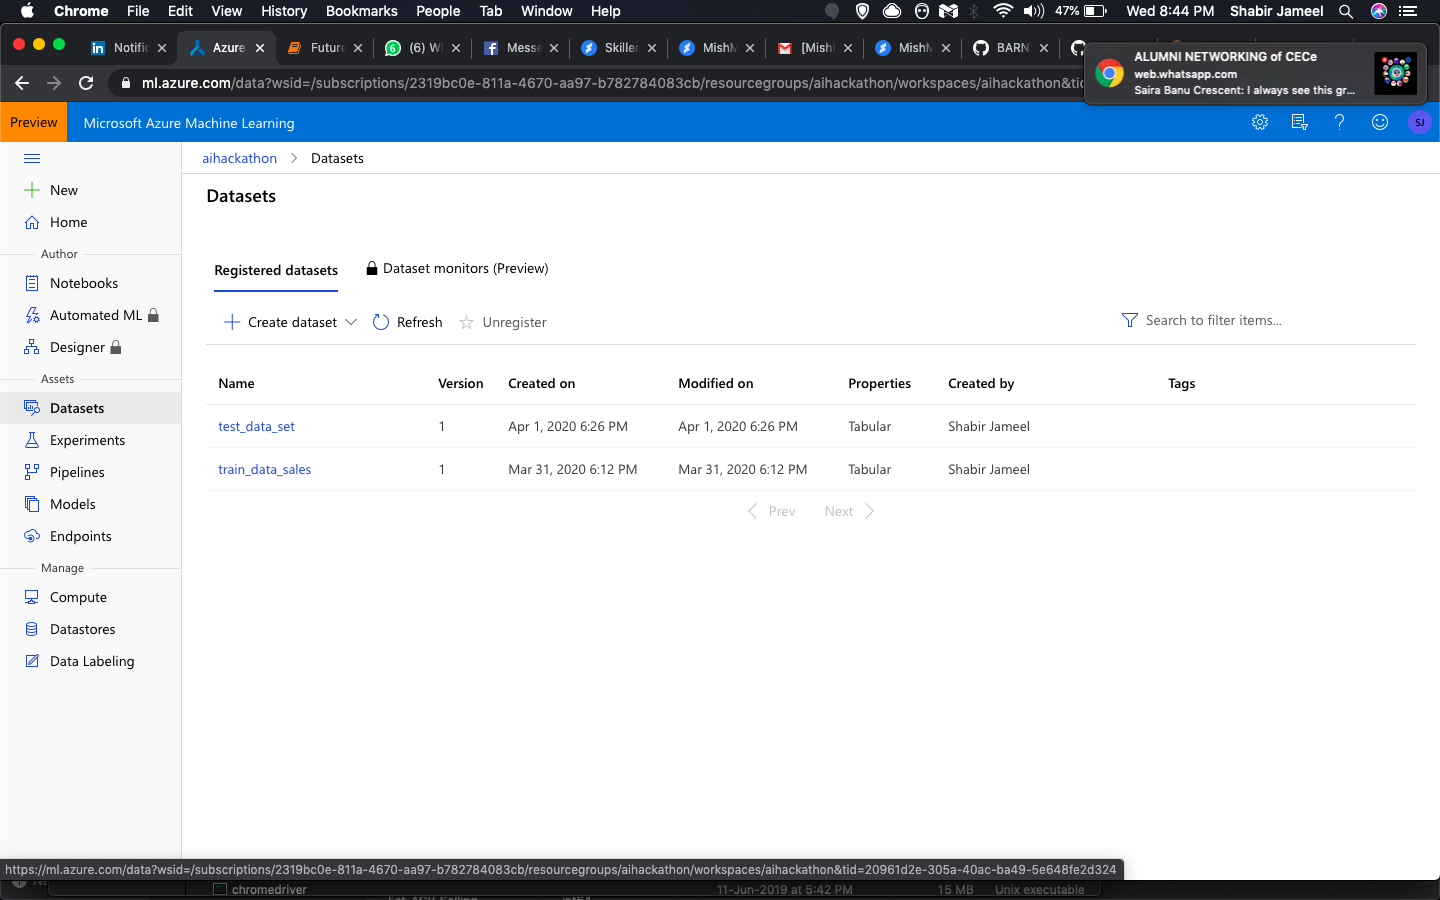 Chrome File Edit View History Bookmarks People Tab Window Help 47% Wed 8:44 PM Shabir Jameel
Notific Azure Future (6) W Messe Skiller MishM [Mish MishM BARN
ml.azure.com/data?wsid=/subscriptions/2319bc0e-811a-4670-aa97-b782784083cb/resourcegroups/aihackathon/workspaces/aihackathon&tid
ALUMNI NETWORKING of CECe
web.whatsapp.com
Saira Banu Crescent: I always see this gr...
Preview Microsoft Azure Machine Learning SJ
aihackathon > Datasets
New
Home
Author
Notebooks
Automated ML
Designer
Assets
Datasets
Experiments
Pipelines
Models
Endpoints
Manage
Compute
Datastores
Data Labeling
Datasets
Registered datasets Dataset monitors (Preview)
Create dataset Refresh Unregister Search to filter items...
Name Version Created on Modified on Properties Created by Tags
test_data_set 1 Apr 1, 2020 6:26 PM Apr 1, 2020 6:26 PM Tabular Shabir Jameel
train_data_sales 1 Mar 31, 2020 6:12 PM Mar 31, 2020 6:12 PM Tabular Shabir Jameel
Prev Next
https://ml.azure.com/data?wsid=/subscriptions/2319bc0e-811a-4670-aa97-b782784083cb/resourcegroups/aihackathon/workspaces/aihackathon&tid=20961d2e-305a-40ac-ba49-5e648fe2d324
chromedriver 11-Jun-2019 at 5:42 PM 15 MB Unix executable